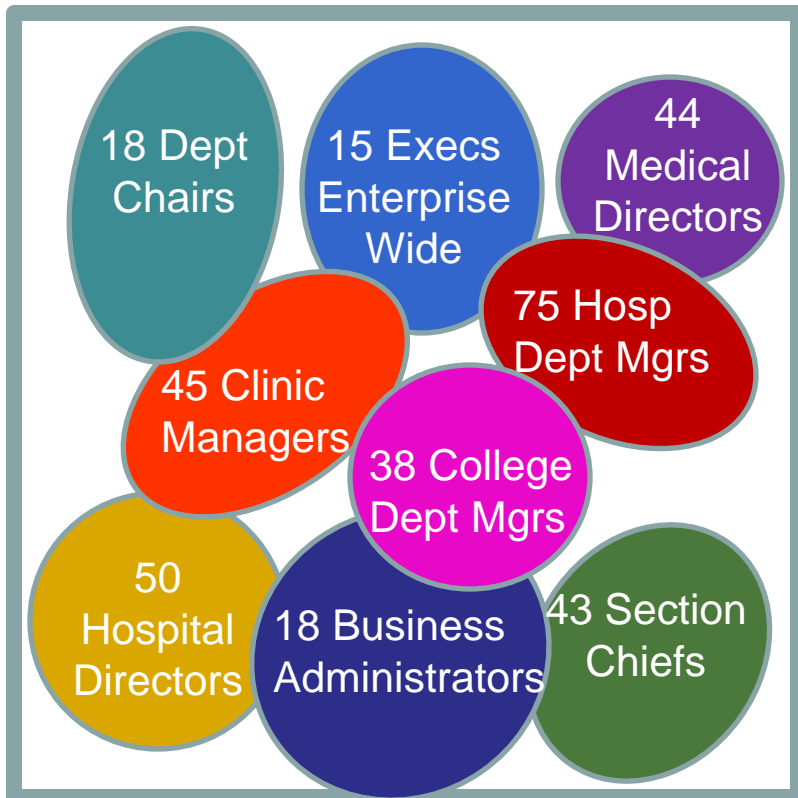 18 Dept
Chairs
15 Execs
Enterprise
Wide
44
Medical
Directors
75 Hosp
Dept Mgrs
45 Clinic
Managers
38 College
Dept Mgrs
50
Hospital
Directors
18 Business
Administrators
43 Section
Chiefs